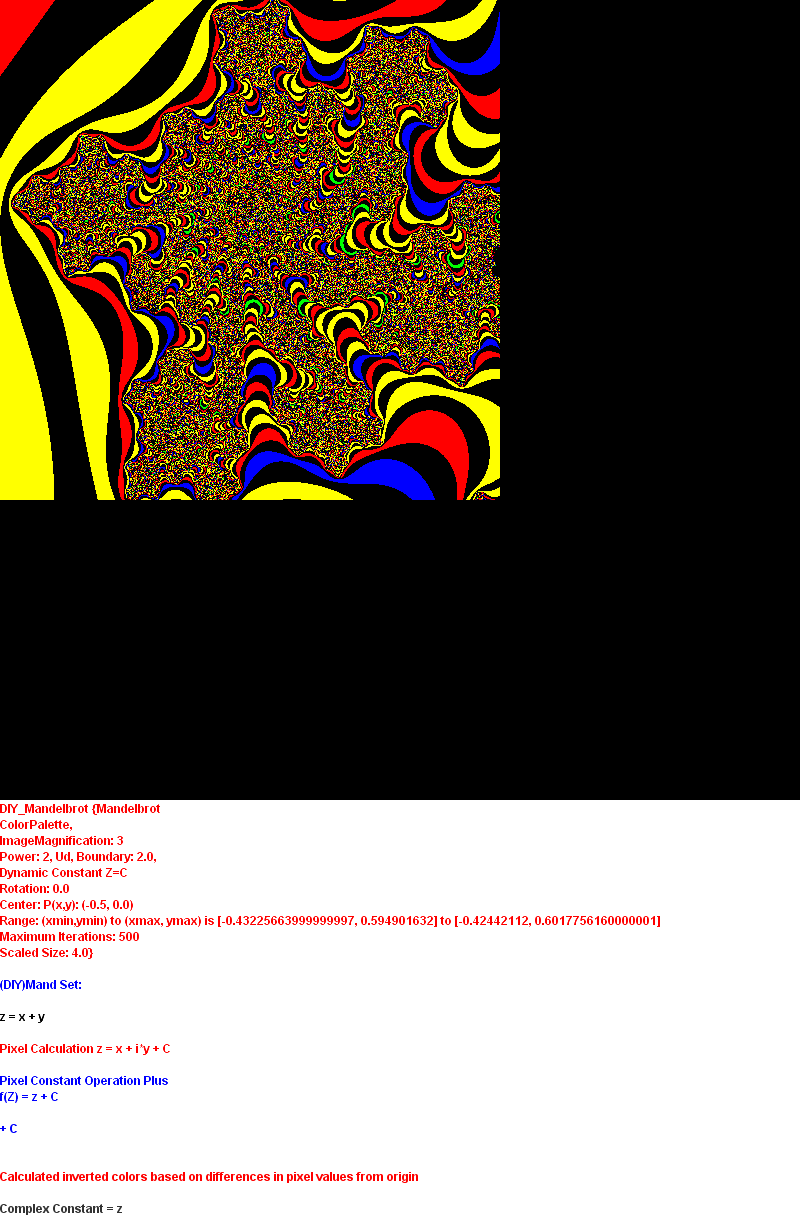 DIY_Mandelbrot {Mandelbrot
ColorPalette,
ImageMagnification: 3
Power: 2, Ud, Boundary: 2.0,
Dynamic Constant Z=C
Rotation: 0.0
Center: P(x,y): (-0.5, 0.0)
Range: (xmin,ymin) to (xmax, ymax) is [-0.43225663999999997, 0.594901632] to [-0.42442112, 0.6017756160000001]
Maximum Iterations: 500
Scaled Size: 4.0}
(DIY)Mand Set:
z = x + y
Pixel Calculation z = x + i*y + C
Pixel Constant Operation Plus
f(Z) = z + C
+ C
Calculated inverted colors based on differences in pixel values from origin
Complex Constant = z